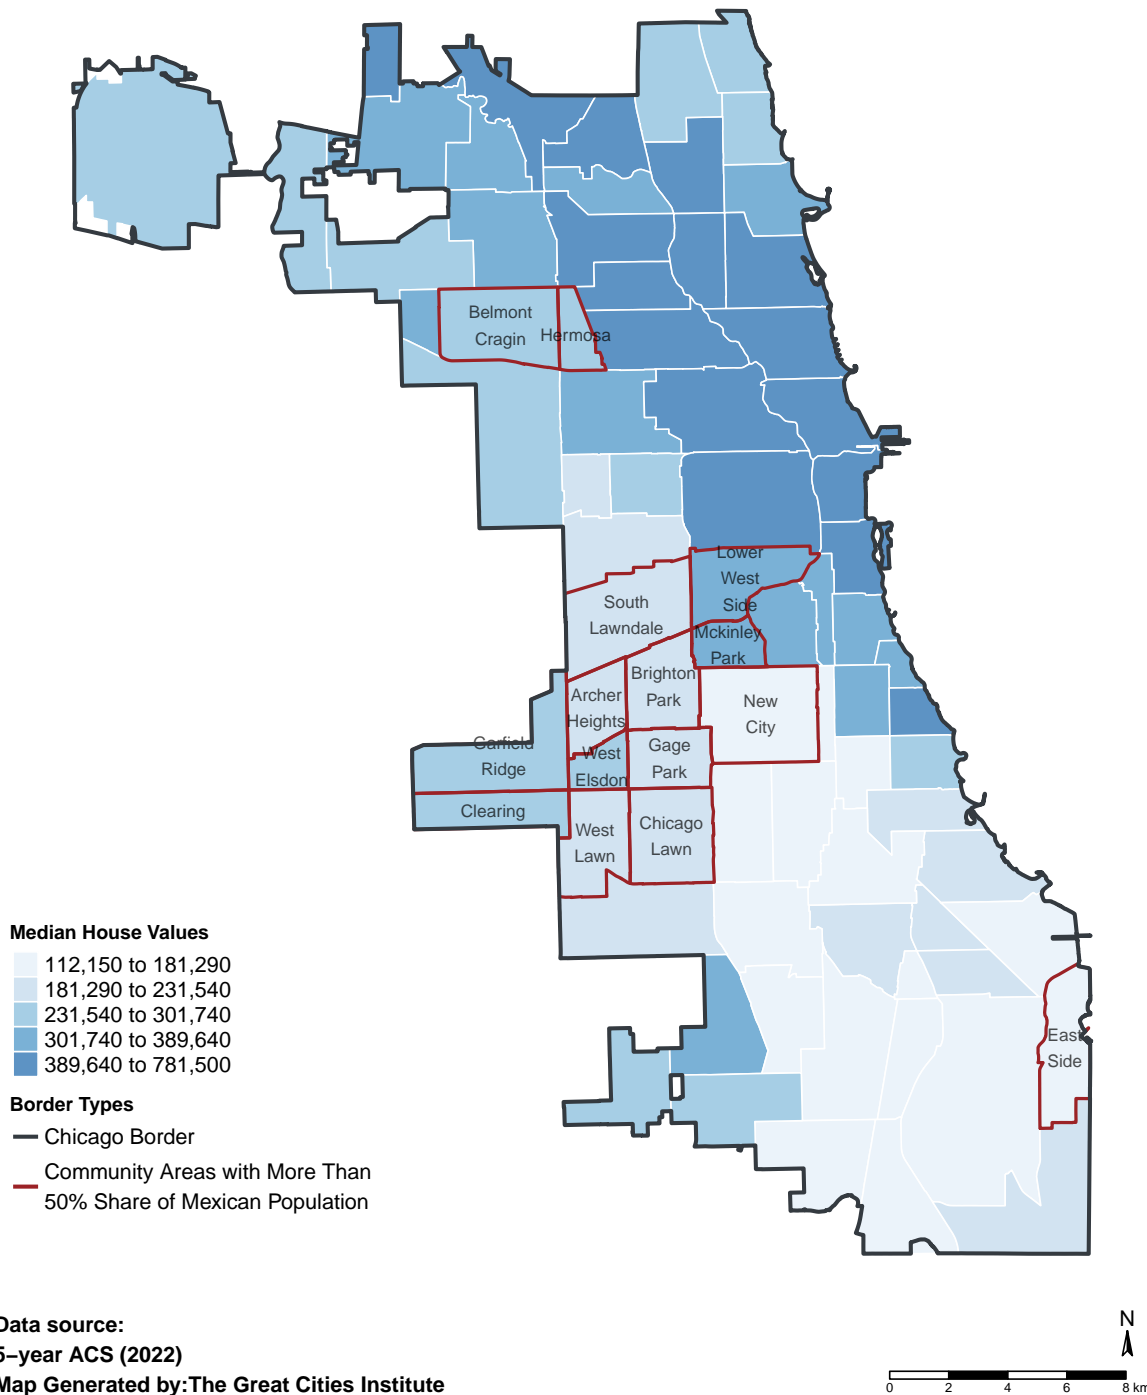 Belmont
Cragin
Hermosa
Lower
West
Side
South
Lawndale
Mckinley
Park
Brighton
Park
Archer
Heights
New
City
Garfield
Ridge
West
Elsdon
Gage
Park
Clearing
West
Lawn
Chicago
Lawn
East
Side
Median House Values
112,150 to 181,290
181,290 to 231,540
231,540 to 301,740
301,740 to 389,640
389,640 to 781,500
Border Types
Chicago Border
Community Areas with More Than
50% Share of Mexican Population
Data source:
5−year ACS (2022)
Map Generated by:The Great Cities Institute
N
0 2 4 6 8 km